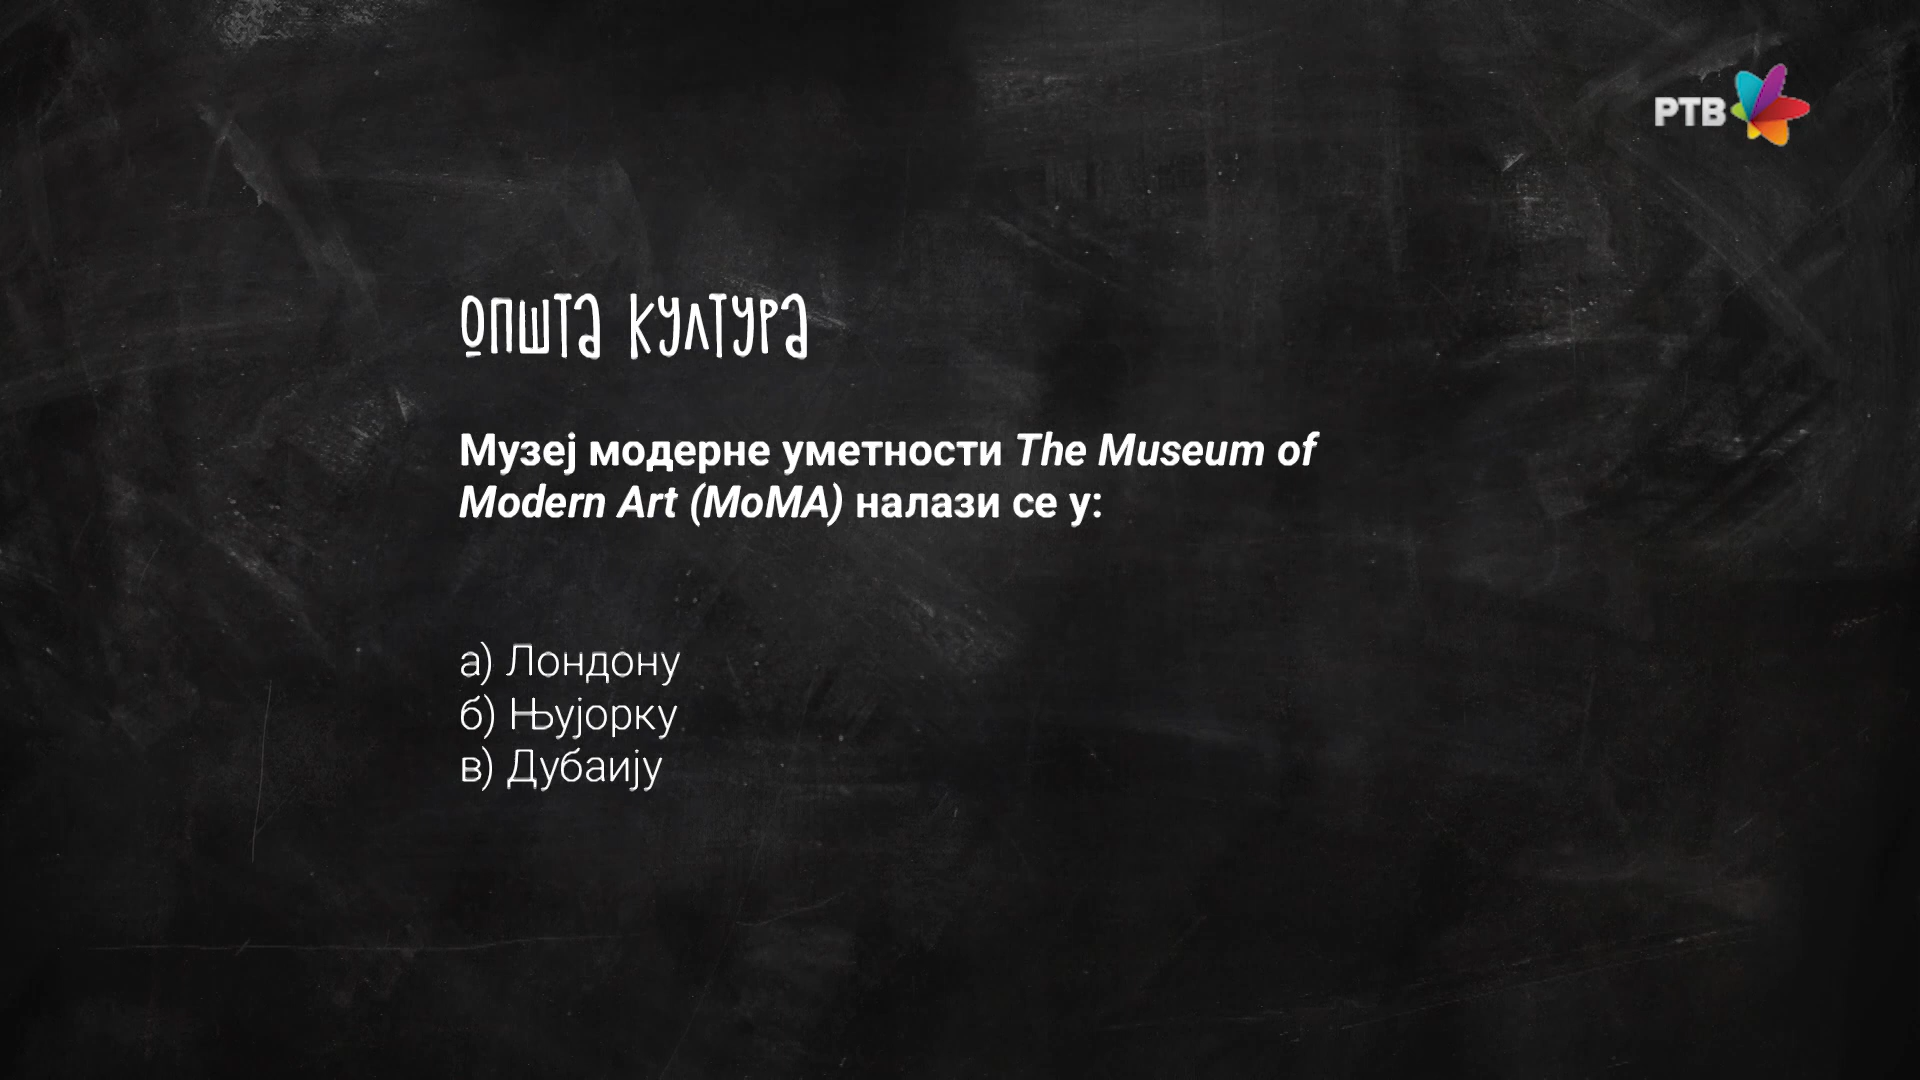 РТВ
ОПШТА КУЛТУРА
Музеј модерне уметности The Museum of
Modern Art (MoMA) налази се у:
а) Лондону
б) Њујорку
в) Дубаију